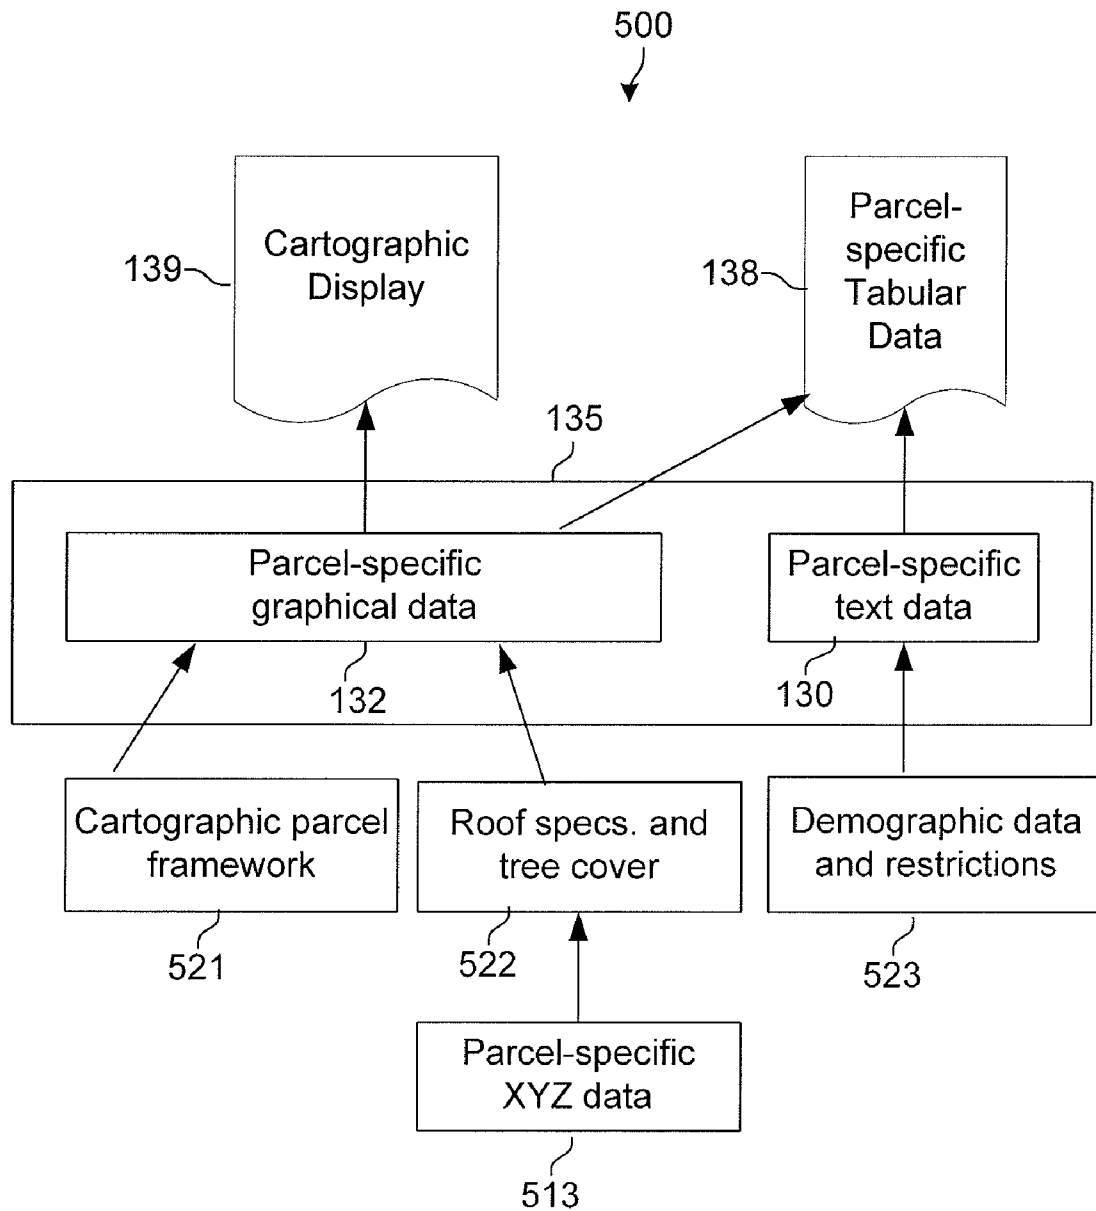 500
Cartographic
Display
139
Parcel-
specific
Tabular
Data
138
135
Parcel-specific
graphical data
132
Parcel-specific
text data
130
Cartographic parcel
framework
521
Roof specs. and
tree cover
522
Demographic data
and restrictions
523
Parcel-specific
XYZ data
513